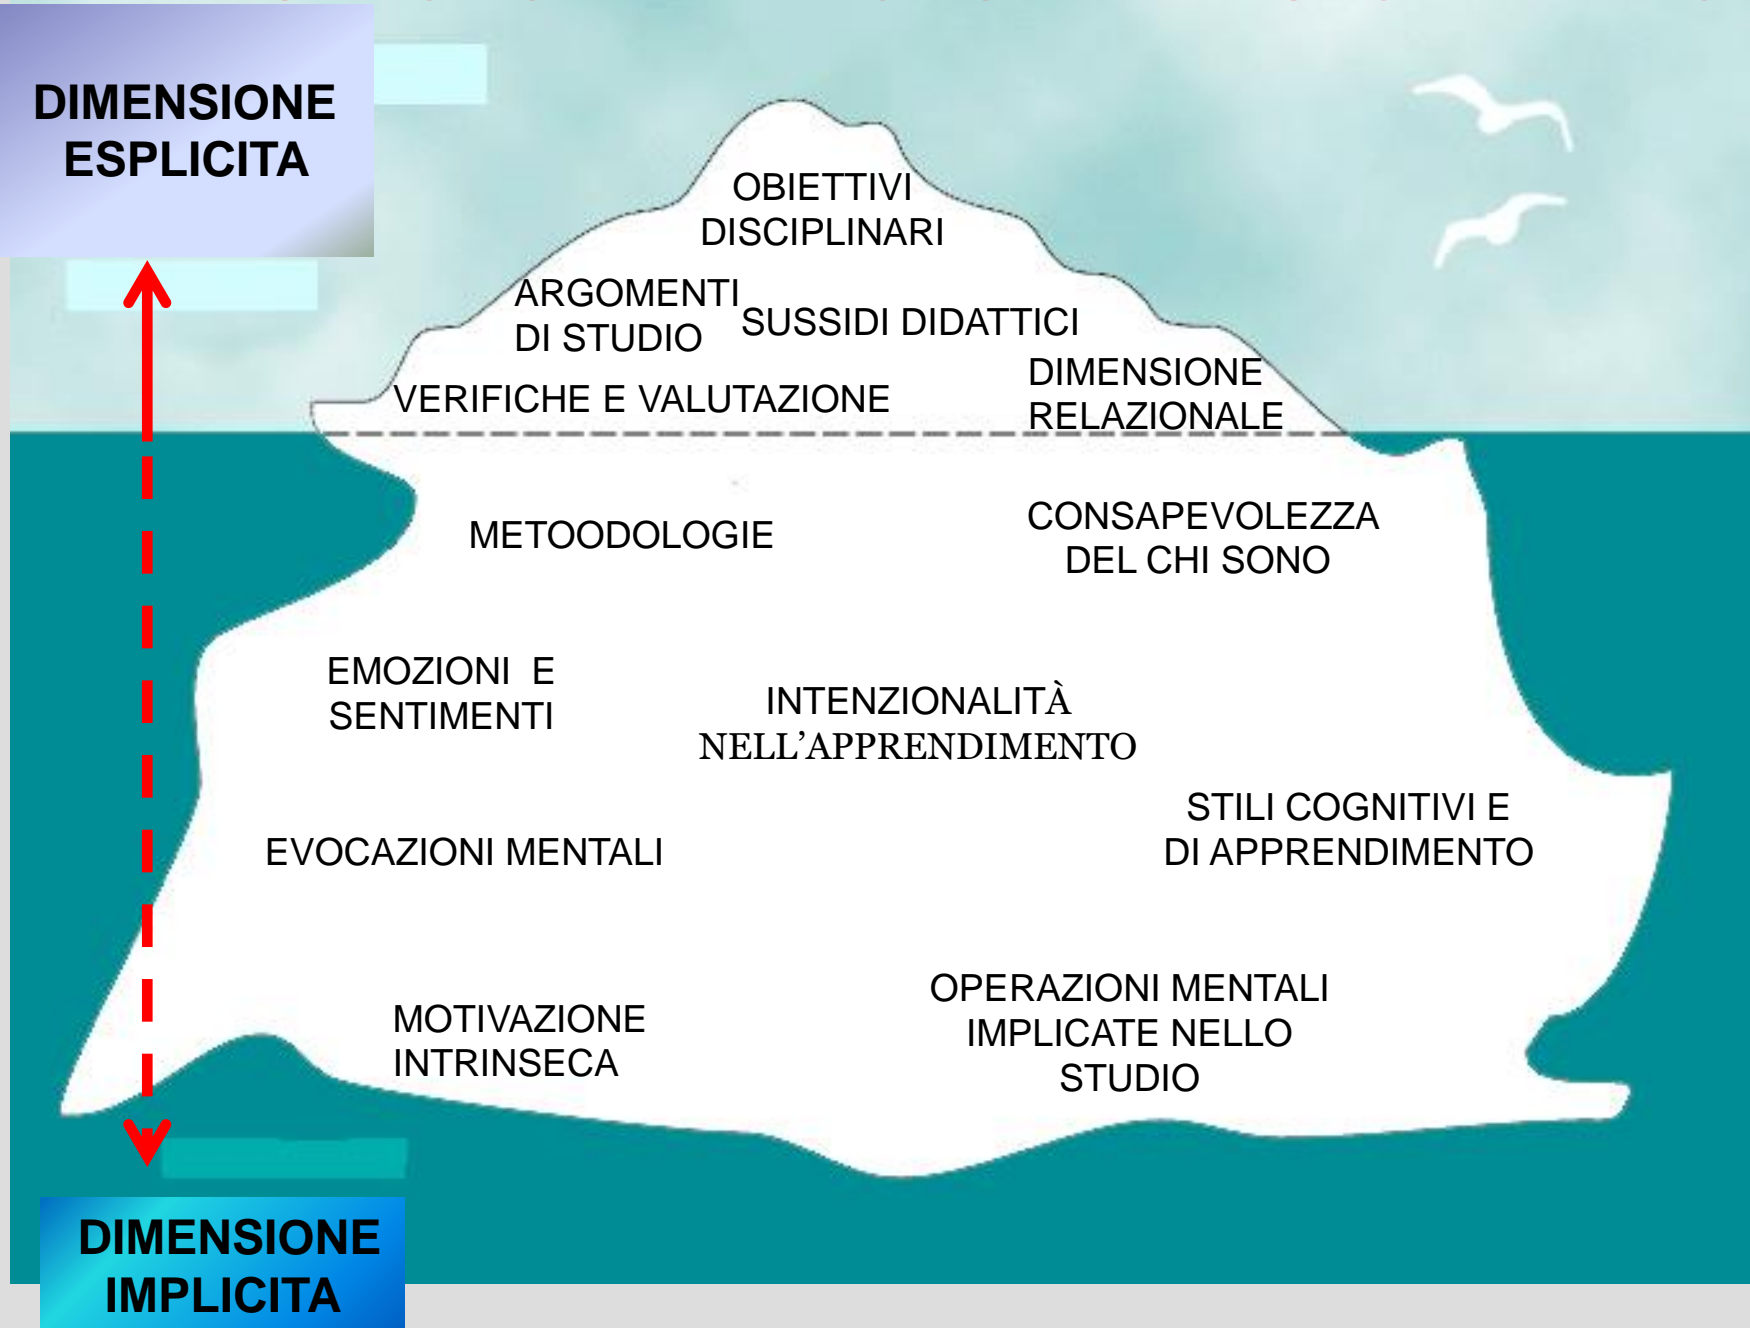 DIMENSIONE
ESPLICITA
OBIETTIVI
DISCIPLINARI
ARGOMENTI
DI STUDIO
SUSSIDI DIDATTICI
VERIFICHE E VALUTAZIONE
DIMENSIONE
RELAZIONALE
METOODOLOGIE
CONSAPEVOLEZZA
DEL CHI SONO
EMOZIONI E
SENTIMENTI
INTENZIONALITÀ
NELL’APPRENDIMENTO
STILI COGNITIVI E
DI APPRENDIMENTO
EVOCAZIONI MENTALI
MOTIVAZIONE
INTRINSECA
OPERAZIONI MENTALI
IMPLICATE NELLO
STUDIO
DIMENSIONE
IMPLICITA